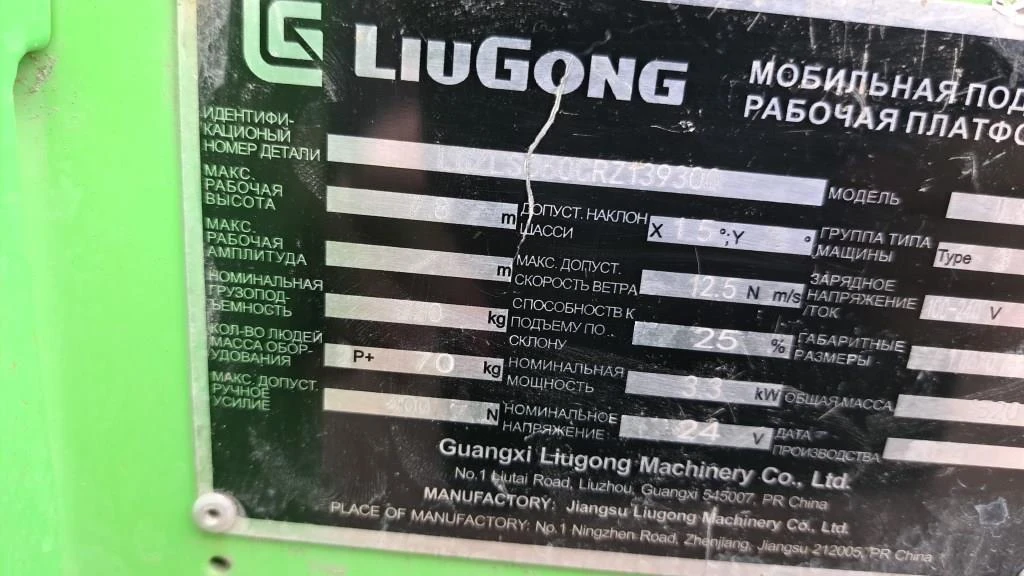 LIUGONG
МОБИЛЬНАЯ
РАБОЧАЯ
ИДЕНТИФИ-
КАЦИОНЫЙ
НОМЕР ДЕТАЛИ
МОДЕЛЬ
МАКС.
РАБОЧАЯ
ВЫСОТА
m
ДОПУСТ. НАКЛОН
ШАССИ
X 1.5 °;Y °
ГРУППА ТИПА
МАЩИНЫ
Type
МАКС.
РАБОЧАЯ
АМПЛИТУДА
m
МАКС. ДОПУСТ.
СКОРОСТЬ ВЕТРА
12.5 N m/s
ЗАРЯДНОЕ
НАПРЯЖЕНИЕ
/ТОК
V
НОМИНАЛЬНАЯ
ГРУЗОПОД-
ЪЕМНОСТЬ
kg
СПОСОБНОСТЬ К
ПОДЪЕМУ ПО
СКЛОНУ
25 %
ГАБАРИТНЫЕ
РАЗМЕРЫ
КОЛ-ВО ЛЮДЕЙ
МАССА ОБОР-
УДОВАНИЯ
P+ 70 kg
НОМИНАЛЬНАЯ
МОЩНОСТЬ
3.3 kW
ОБЩАЯ МАССА
МАКС. ДОПУСТ.
РУЧНОЕ
УСИЛИЕ
N
НОМИНАЛЬНОЕ
НАПРЯЖЕНИЕ
24 V
ДАТА
ПРОИЗВОДСТВА
Guangxi Liugong Machinery Co., Ltd.
No.1 Liutai Road, Liuzhou, Guangxi 545007, PR China
MANUFACTORY: Jiangsu Liugong Machinery Co., Ltd.
PLACE OF MANUFACTORY: No.1 Ningzhen Road, Zhenjiang, Jiangsu 212005, PR China